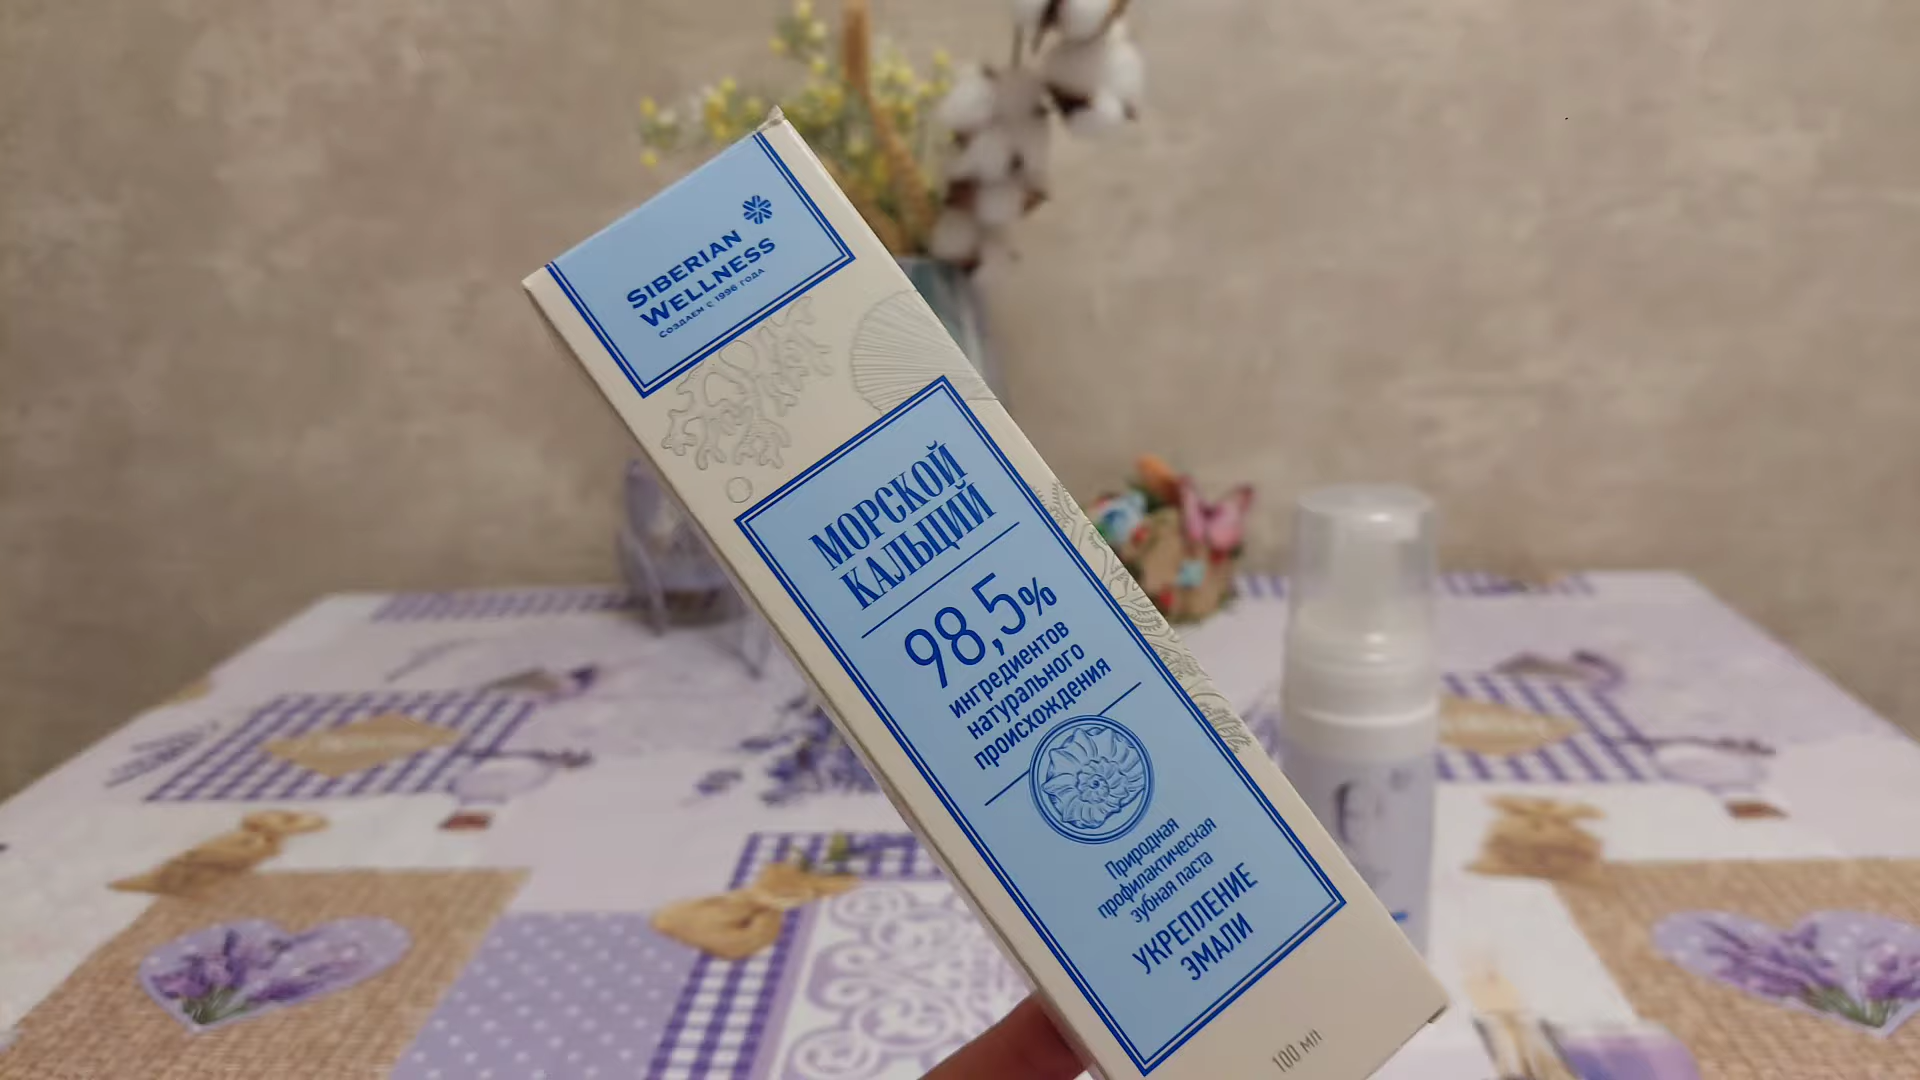 SIBERIAN
WELLNESS
СОЗДАЕМ С 1996 ГОДА
МОРСКОЙ
КАЛЬЦИЙ
98,5%
ингредиентов
натурального
происхождения
Природная
профилактическая
зубная паста
УКРЕПЛЕНИЕ
ЭМАЛИ
100 мл